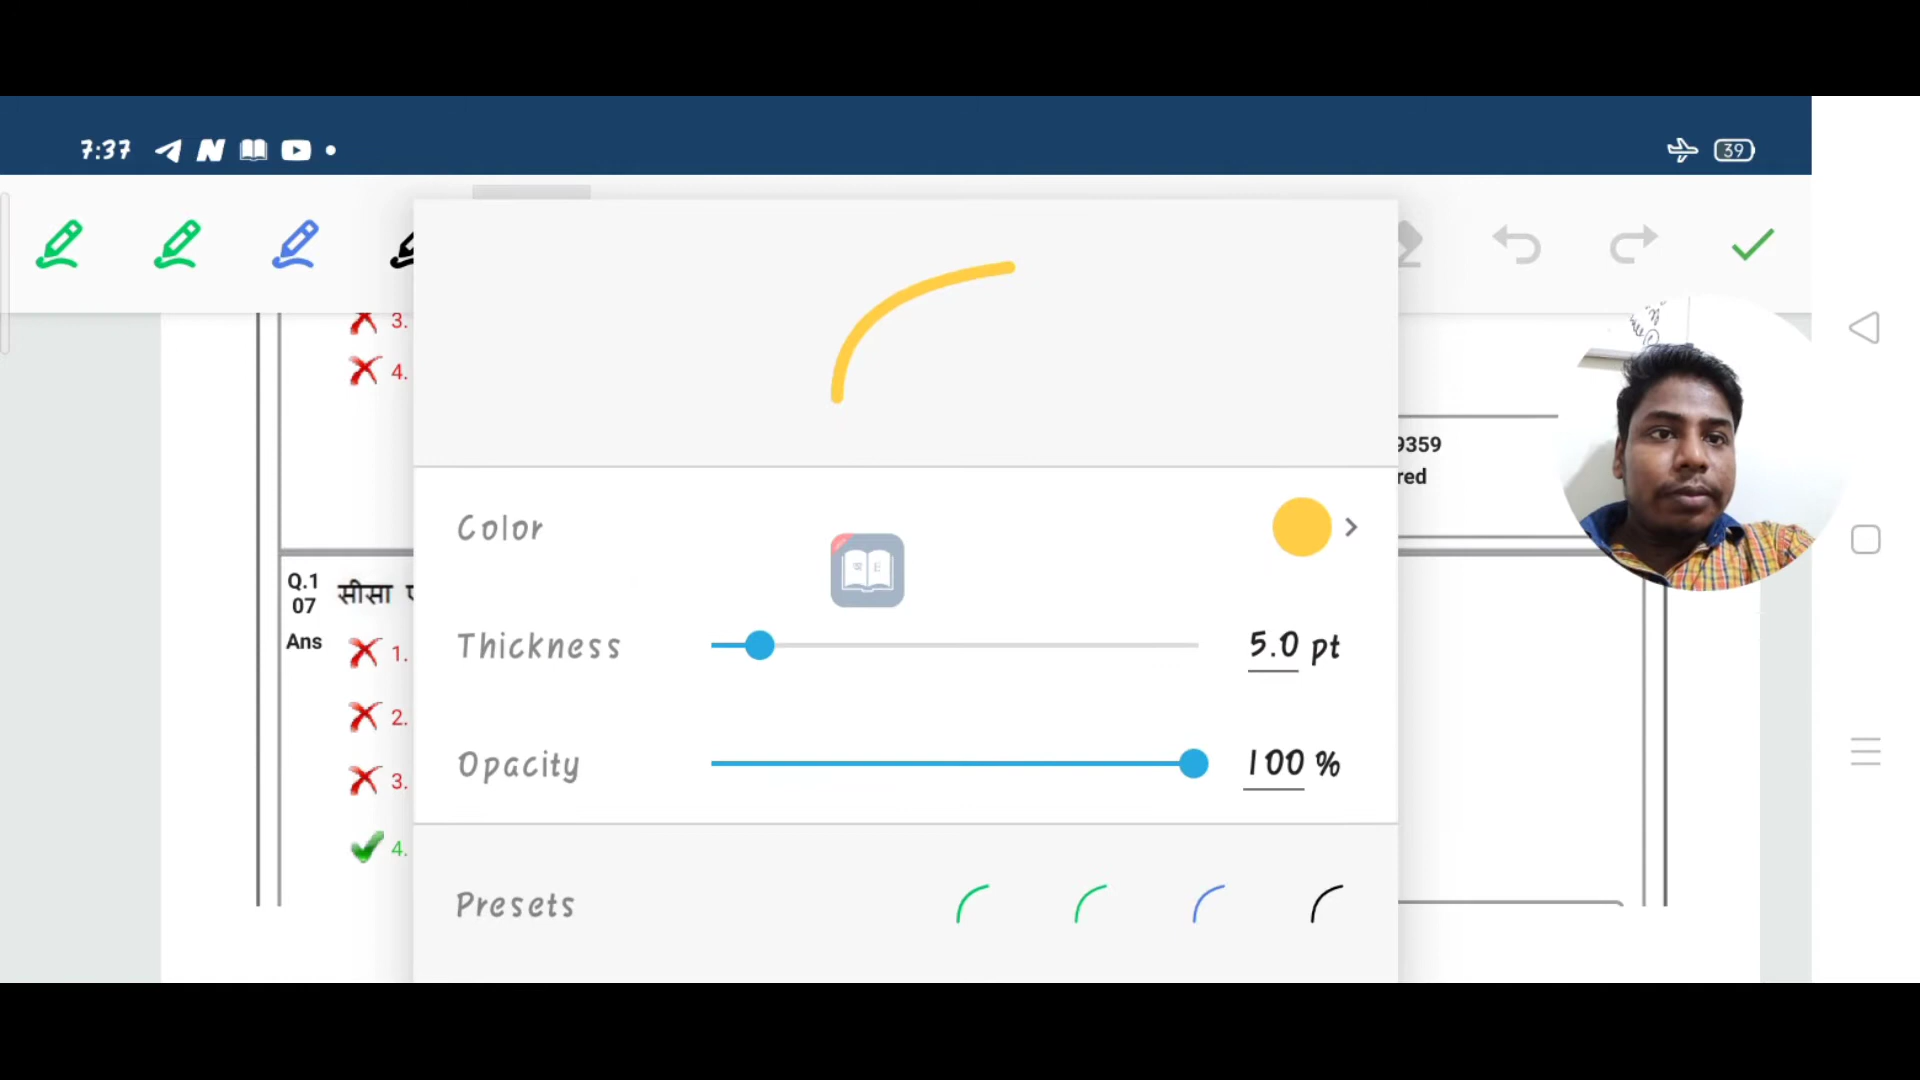 7:37
39
3.
4.
9359
red
Color
Thickness
5.0 pt
Opacity
100 %
Presets
Q.1
07
सीसा
Ans
1.
2.
3.
4.